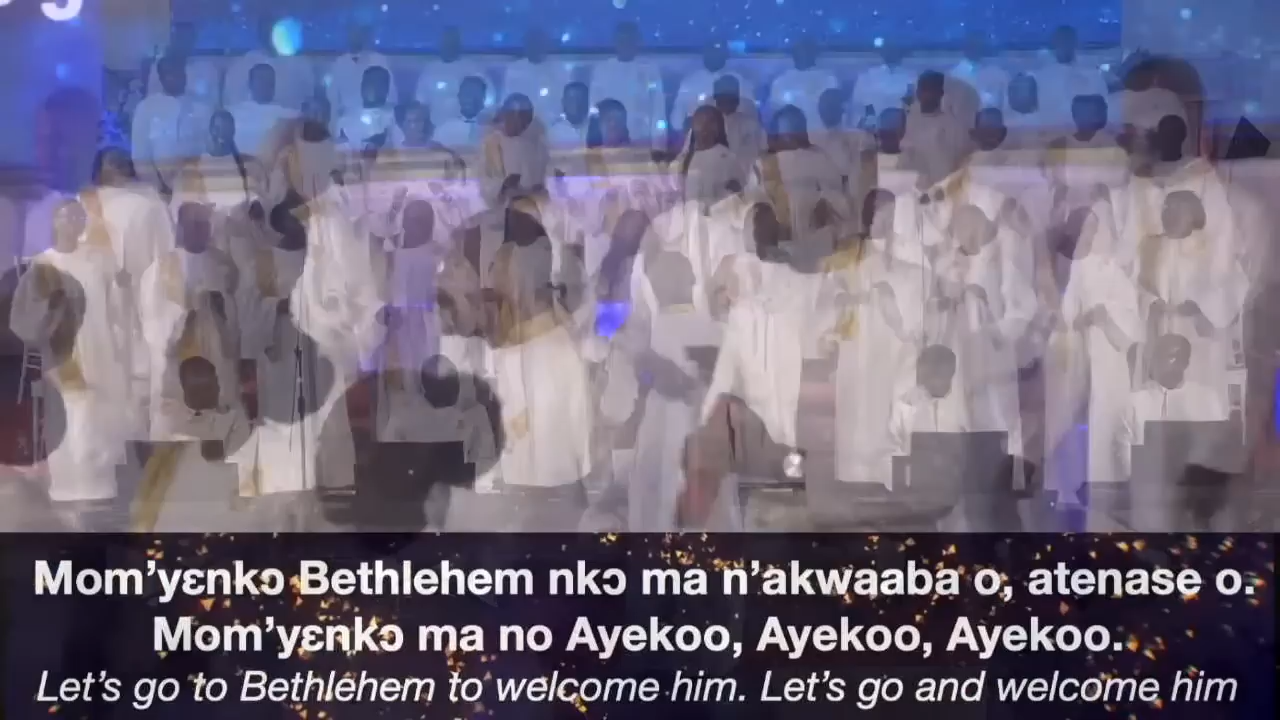 Mom’yɛnkɔ Bethlehem nkɔ ma n’akwaaba o, atenase o.
Mom’yɛnkɔ ma no Ayekoo, Ayekoo, Ayekoo.
Let’s go to Bethlehem to welcome him. Let’s go and welcome him